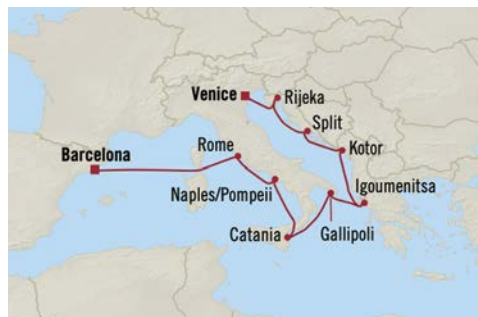 Venice
Rijeka
Split
Kotor
Rome
Barcelona
Naples/Pompeii
Igoumenitsa
Catania
Gallipoli